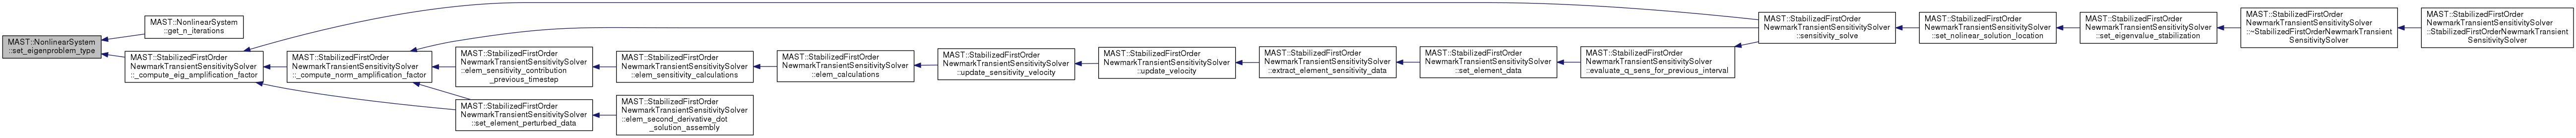 MAST::NonlinearSystem
::set_eigenproblem_type
MAST::NonlinearSystem
::get_n_iterations
MAST::StabilizedFirstOrder
NewmarkTransientSensitivitySolver
::_compute_eig_amplification_factor
MAST::StabilizedFirstOrder
NewmarkTransientSensitivitySolver
::_compute_norm_amplification_factor
MAST::StabilizedFirstOrder
NewmarkTransientSensitivitySolver
::elem_sensitivity_contribution
_previous_timestep
MAST::StabilizedFirstOrder
NewmarkTransientSensitivitySolver
::set_element_perturbed_data
MAST::StabilizedFirstOrder
NewmarkTransientSensitivitySolver
::elem_sensitivity_calculations
MAST::StabilizedFirstOrder
NewmarkTransientSensitivitySolver
::elem_second_derivative_dot
_solution_assembly
MAST::StabilizedFirstOrder
NewmarkTransientSensitivitySolver
::elem_calculations
MAST::StabilizedFirstOrder
NewmarkTransientSensitivitySolver
::update_sensitivity_velocity
MAST::StabilizedFirstOrder
NewmarkTransientSensitivitySolver
::update_velocity
MAST::StabilizedFirstOrder
NewmarkTransientSensitivitySolver
::extract_element_sensitivity_data
MAST::StabilizedFirstOrder
NewmarkTransientSensitivitySolver
::set_element_data
MAST::StabilizedFirstOrder
NewmarkTransientSensitivitySolver
::evaluate_q_sens_for_previous_interval
MAST::StabilizedFirstOrder
NewmarkTransientSensitivitySolver
::sensitivity_solve
MAST::StabilizedFirstOrder
NewmarkTransientSensitivitySolver
::set_nolinear_solution_location
MAST::StabilizedFirstOrder
NewmarkTransientSensitivitySolver
::set_eigenvalue_stabilization
MAST::StabilizedFirstOrder
NewmarkTransientSensitivitySolver
::~StabilizedFirstOrderNewmarkTransient
SensitivitySolver
MAST::StabilizedFirstOrder
NewmarkTransientSensitivitySolver
::StabilizedFirstOrderNewmarkTransient
SensitivitySolver